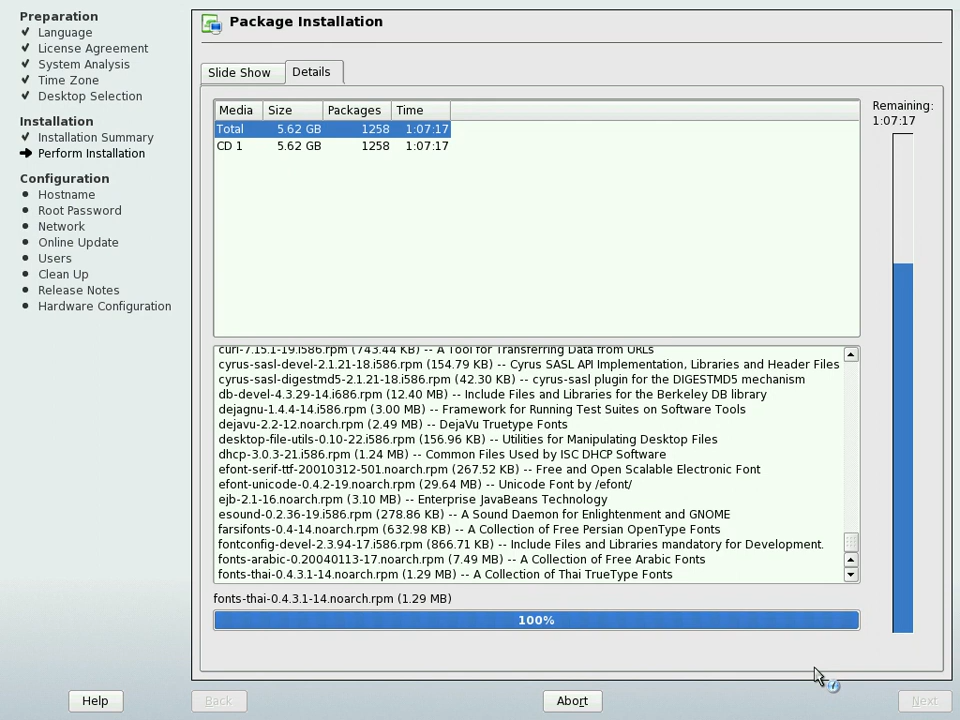 Preparation
Language
License Agreement
System Analysis
Time Zone
Desktop Selection
Installation
Installation Summary
Perform Installation
Configuration
Hostname
Root Password
Network
Online Update
Users
Clean Up
Release Notes
Hardware Configuration
Package Installation
Slide Show
Details
Media Size Packages Time
Total 5.62 GB 1258 1:07:17
CD 1 5.62 GB 1258 1:07:17
Remaining:
1:07:17
curl-7.15.1-19.i586.rpm (743.44 KB) -- A Tool for Transferring Data from URLs
cyrus-sasl-devel-2.1.21-18.i586.rpm (154.79 KB) -- Cyrus SASL API Implementation, Libraries and Header Files
cyrus-sasl-digestmd5-2.1.21-18.i586.rpm (42.30 KB) -- cyrus-sasl plugin for the DIGESTMD5 mechanism
db-devel-4.3.29-14.i686.rpm (12.40 MB) -- Include Files and Libraries for the Berkeley DB library
dejagnu-1.4.4-14.i586.rpm (3.00 MB) -- Framework for Running Test Suites on Software Tools
dejavu-2.2-12.noarch.rpm (2.49 MB) -- DejaVu Truetype Fonts
desktop-file-utils-0.10-22.i586.rpm (156.96 KB) -- Utilities for Manipulating Desktop Files
dhcp-3.0.3-21.i586.rpm (1.24 MB) -- Common Files Used by ISC DHCP Software
efont-serif-ttf-20010312-501.noarch.rpm (267.52 KB) -- Free and Open Scalable Electronic Font
efont-unicode-0.4.2-19.noarch.rpm (29.64 MB) -- Unicode Font by /efont/
ejb-2.1-16.noarch.rpm (3.10 MB) -- Enterprise JavaBeans Technology
esound-0.2.36-19.i586.rpm (278.86 KB) -- A Sound Daemon for Enlightenment and GNOME
farsifonts-0.4-14.noarch.rpm (632.98 KB) -- A Collection of Free Persian OpenType Fonts
fontconfig-devel-2.3.94-17.i586.rpm (866.71 KB) -- Include Files and Libraries mandatory for Development.
fonts-arabic-0.20040113-17.noarch.rpm (7.49 MB) -- A Collection of Free Arabic Fonts
fonts-thai-0.4.3.1-14.noarch.rpm (1.29 MB) -- A Collection of Thai TrueType Fonts
fonts-thai-0.4.3.1-14.noarch.rpm (1.29 MB)
100%
Help
Back
Abort
Next